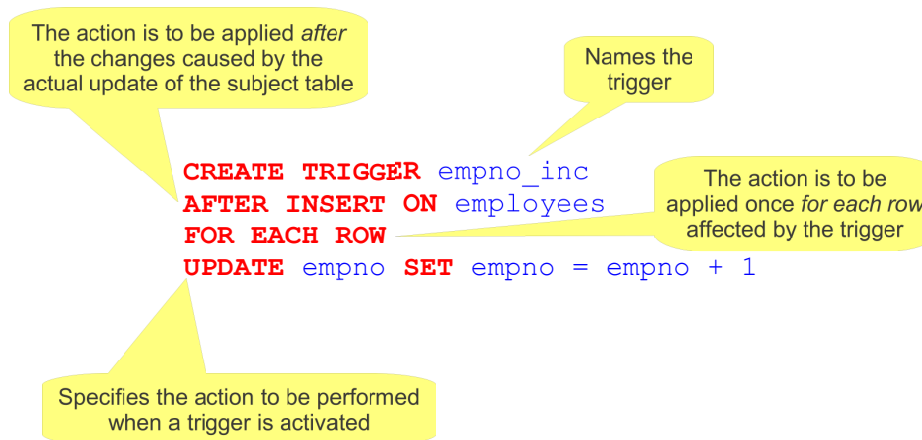 The action is to be applied after
the changes caused by the
actual update of the subject table
Names the
trigger
CREATE TRIGGER empno_inc
AFTER INSERT ON employees
FOR EACH ROW
UPDATE empno SET empno = empno + 1
The action is to be
applied once for each row
affected by the trigger
Specifies the action to be performed
when a trigger is activated